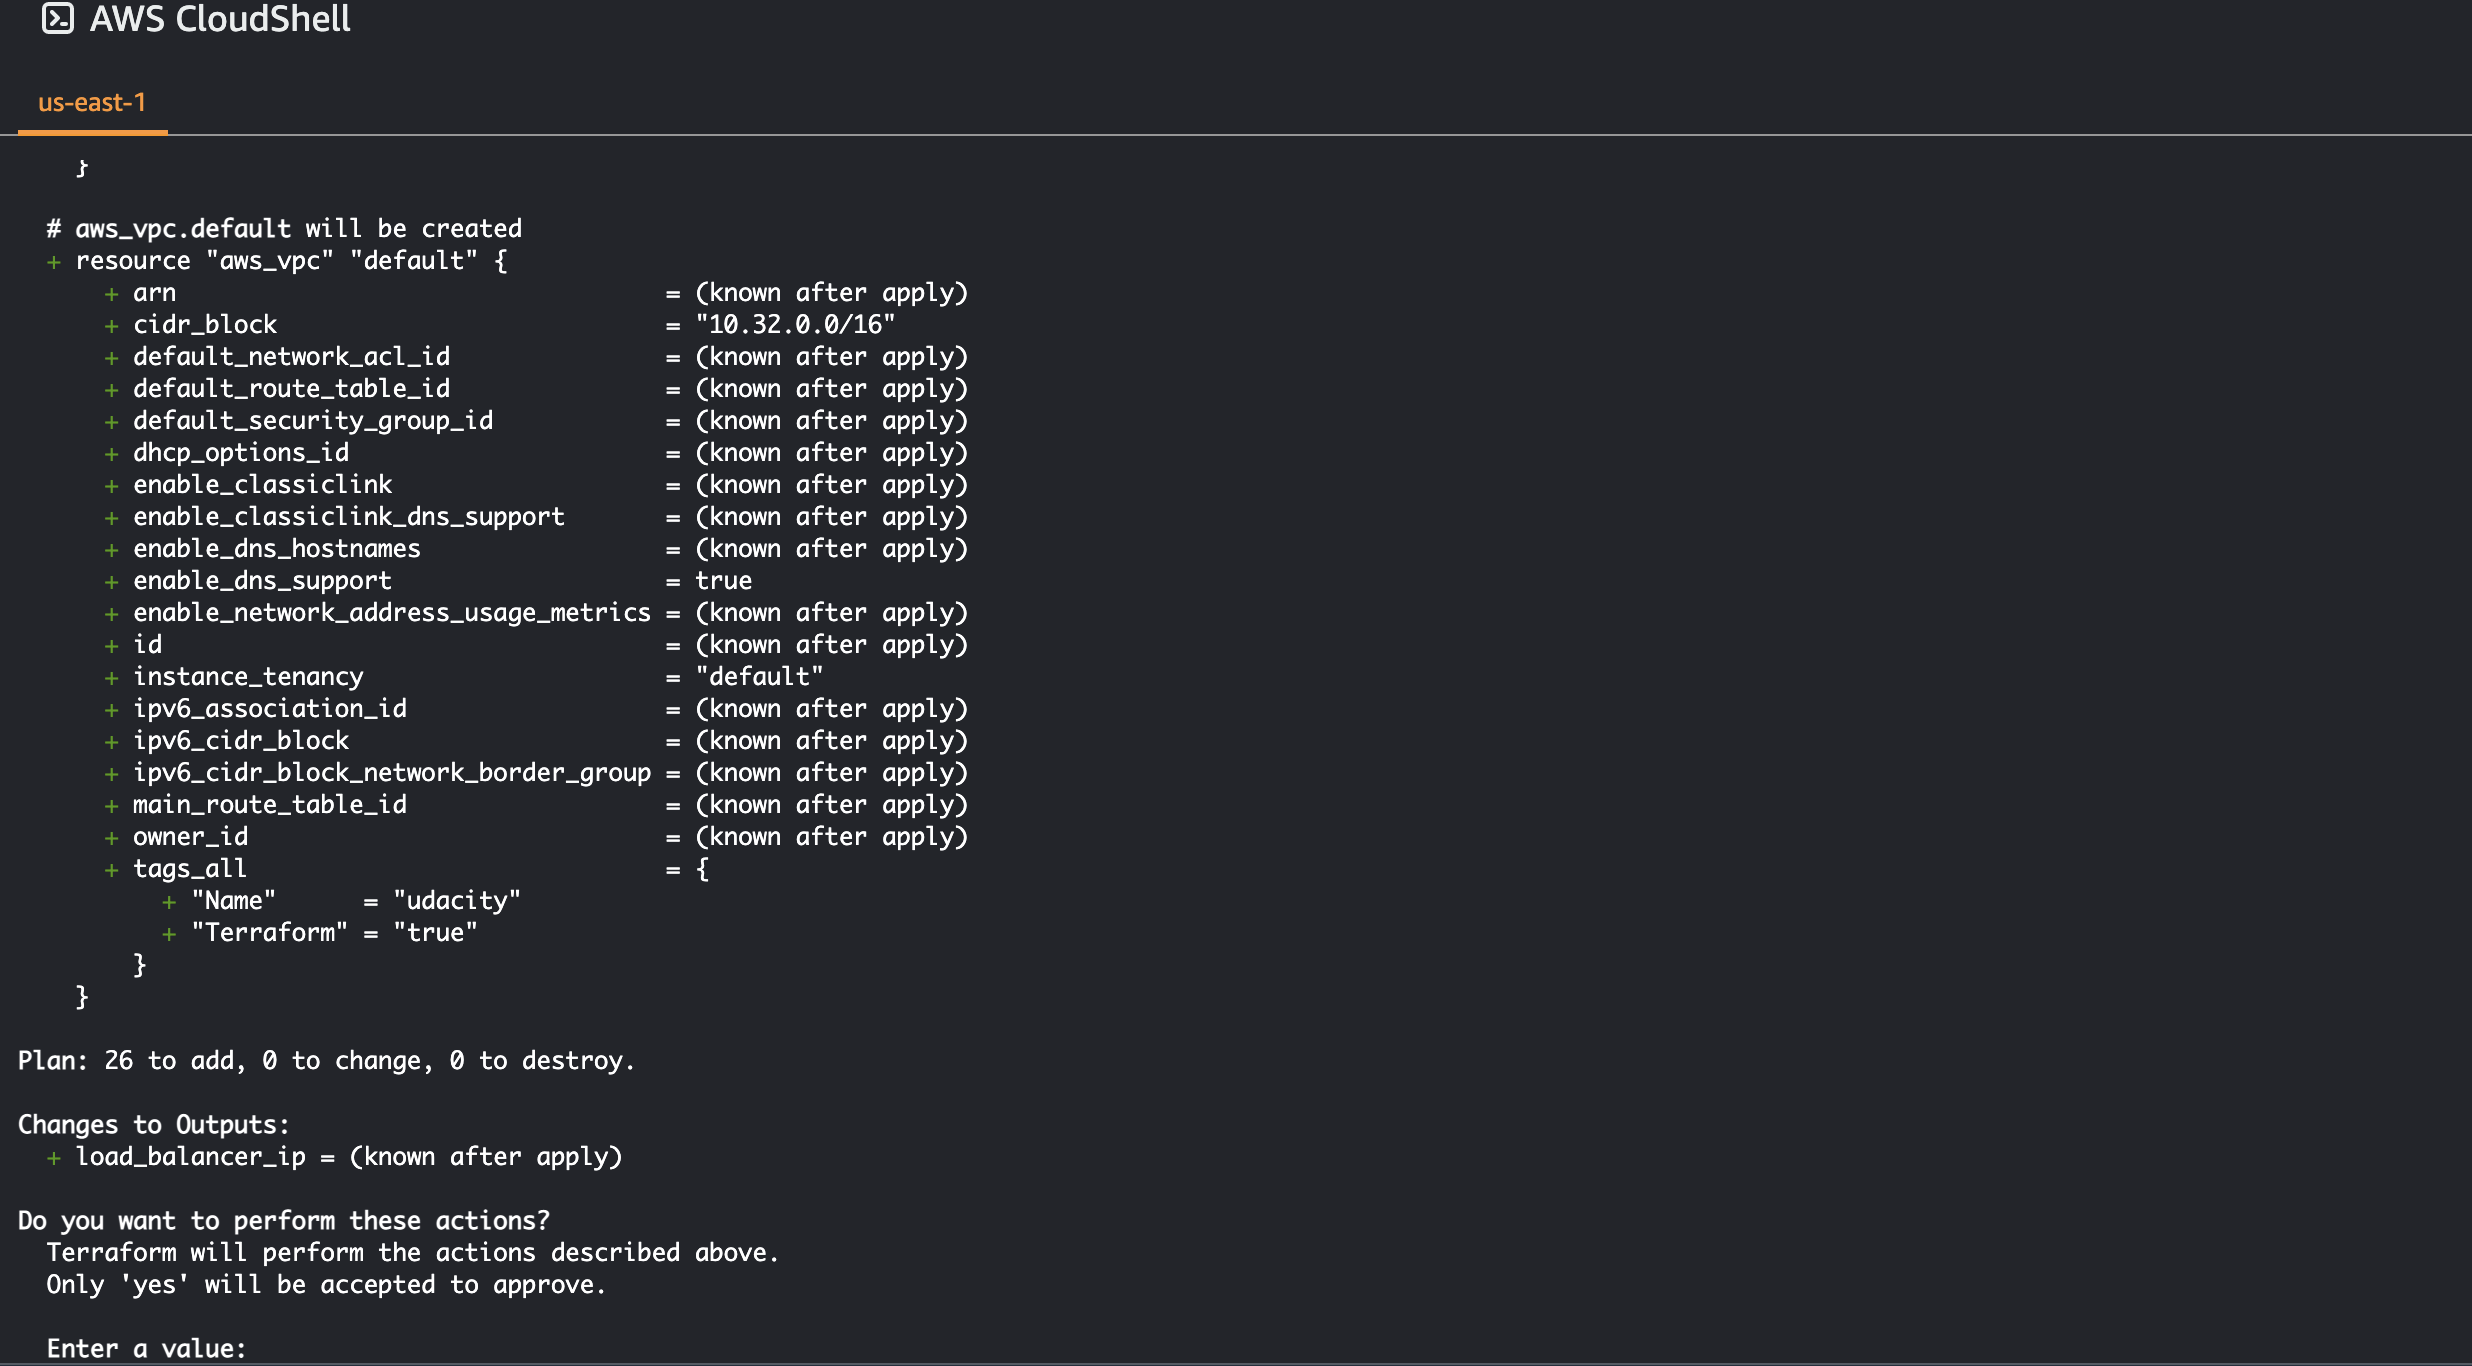 AWS CloudShell
us-east-1
    }

  # aws_vpc.default will be created
  + resource "aws_vpc" "default" {
      + arn                                  = (known after apply)
      + cidr_block                           = "10.32.0.0/16"
      + default_network_acl_id               = (known after apply)
      + default_route_table_id               = (known after apply)
      + default_security_group_id            = (known after apply)
      + dhcp_options_id                      = (known after apply)
      + enable_classiclink                   = (known after apply)
      + enable_classiclink_dns_support       = (known after apply)
      + enable_dns_hostnames                 = (known after apply)
      + enable_dns_support                   = true
      + enable_network_address_usage_metrics = (known after apply)
      + id                                   = (known after apply)
      + instance_tenancy                     = "default"
      + ipv6_association_id                  = (known after apply)
      + ipv6_cidr_block                      = (known after apply)
      + ipv6_cidr_block_network_border_group = (known after apply)
      + main_route_table_id                  = (known after apply)
      + owner_id                             = (known after apply)
      + tags_all                             = {
          + "Name"      = "udacity"
          + "Terraform" = "true"
        }
    }

Plan: 26 to add, 0 to change, 0 to destroy.

Changes to Outputs:
  + load_balancer_ip = (known after apply)

Do you want to perform these actions?
  Terraform will perform the actions described above.
  Only 'yes' will be accepted to approve.

  Enter a value: